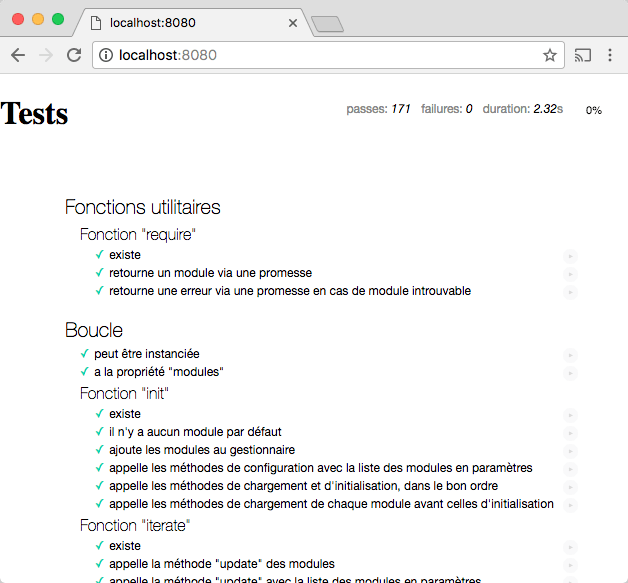 localhost:8080
localhost:8080
Tests
passes: 171 failures: 0 duration: 2.32s 0%
Fonctions utilitaires
Fonction "require"
✓ existe
✓ retourne un module via une promesse
✓ retourne une erreur via une promesse en cas de module introuvable
Boucle
✓ peut être instanciée
✓ a la propriété "modules"
Fonction "init"
✓ existe
✓ il n'y a aucun module par défaut
✓ ajoute les modules au gestionnaire
✓ appelle les méthodes de configuration avec la liste des modules en paramètres
✓ appelle les méthodes de chargement et d'initialisation, dans le bon ordre
✓ appelle les méthodes de chargement de chaque module avant celles d'initialisation
Fonction "iterate"
✓ existe
✓ appelle la méthode "update" des modules
✓ appelle la méthode "update" avec la liste des modules en paramètres